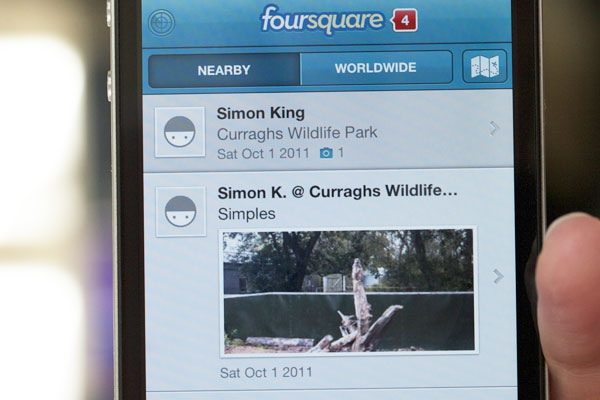 foursquare 4
NEARBY WORLDWIDE
Simon King
Curraghs Wildlife Park
Sat Oct 1 2011 1
Simon K. @ Curraghs Wildlife...
Simples
Sat Oct 1 2011